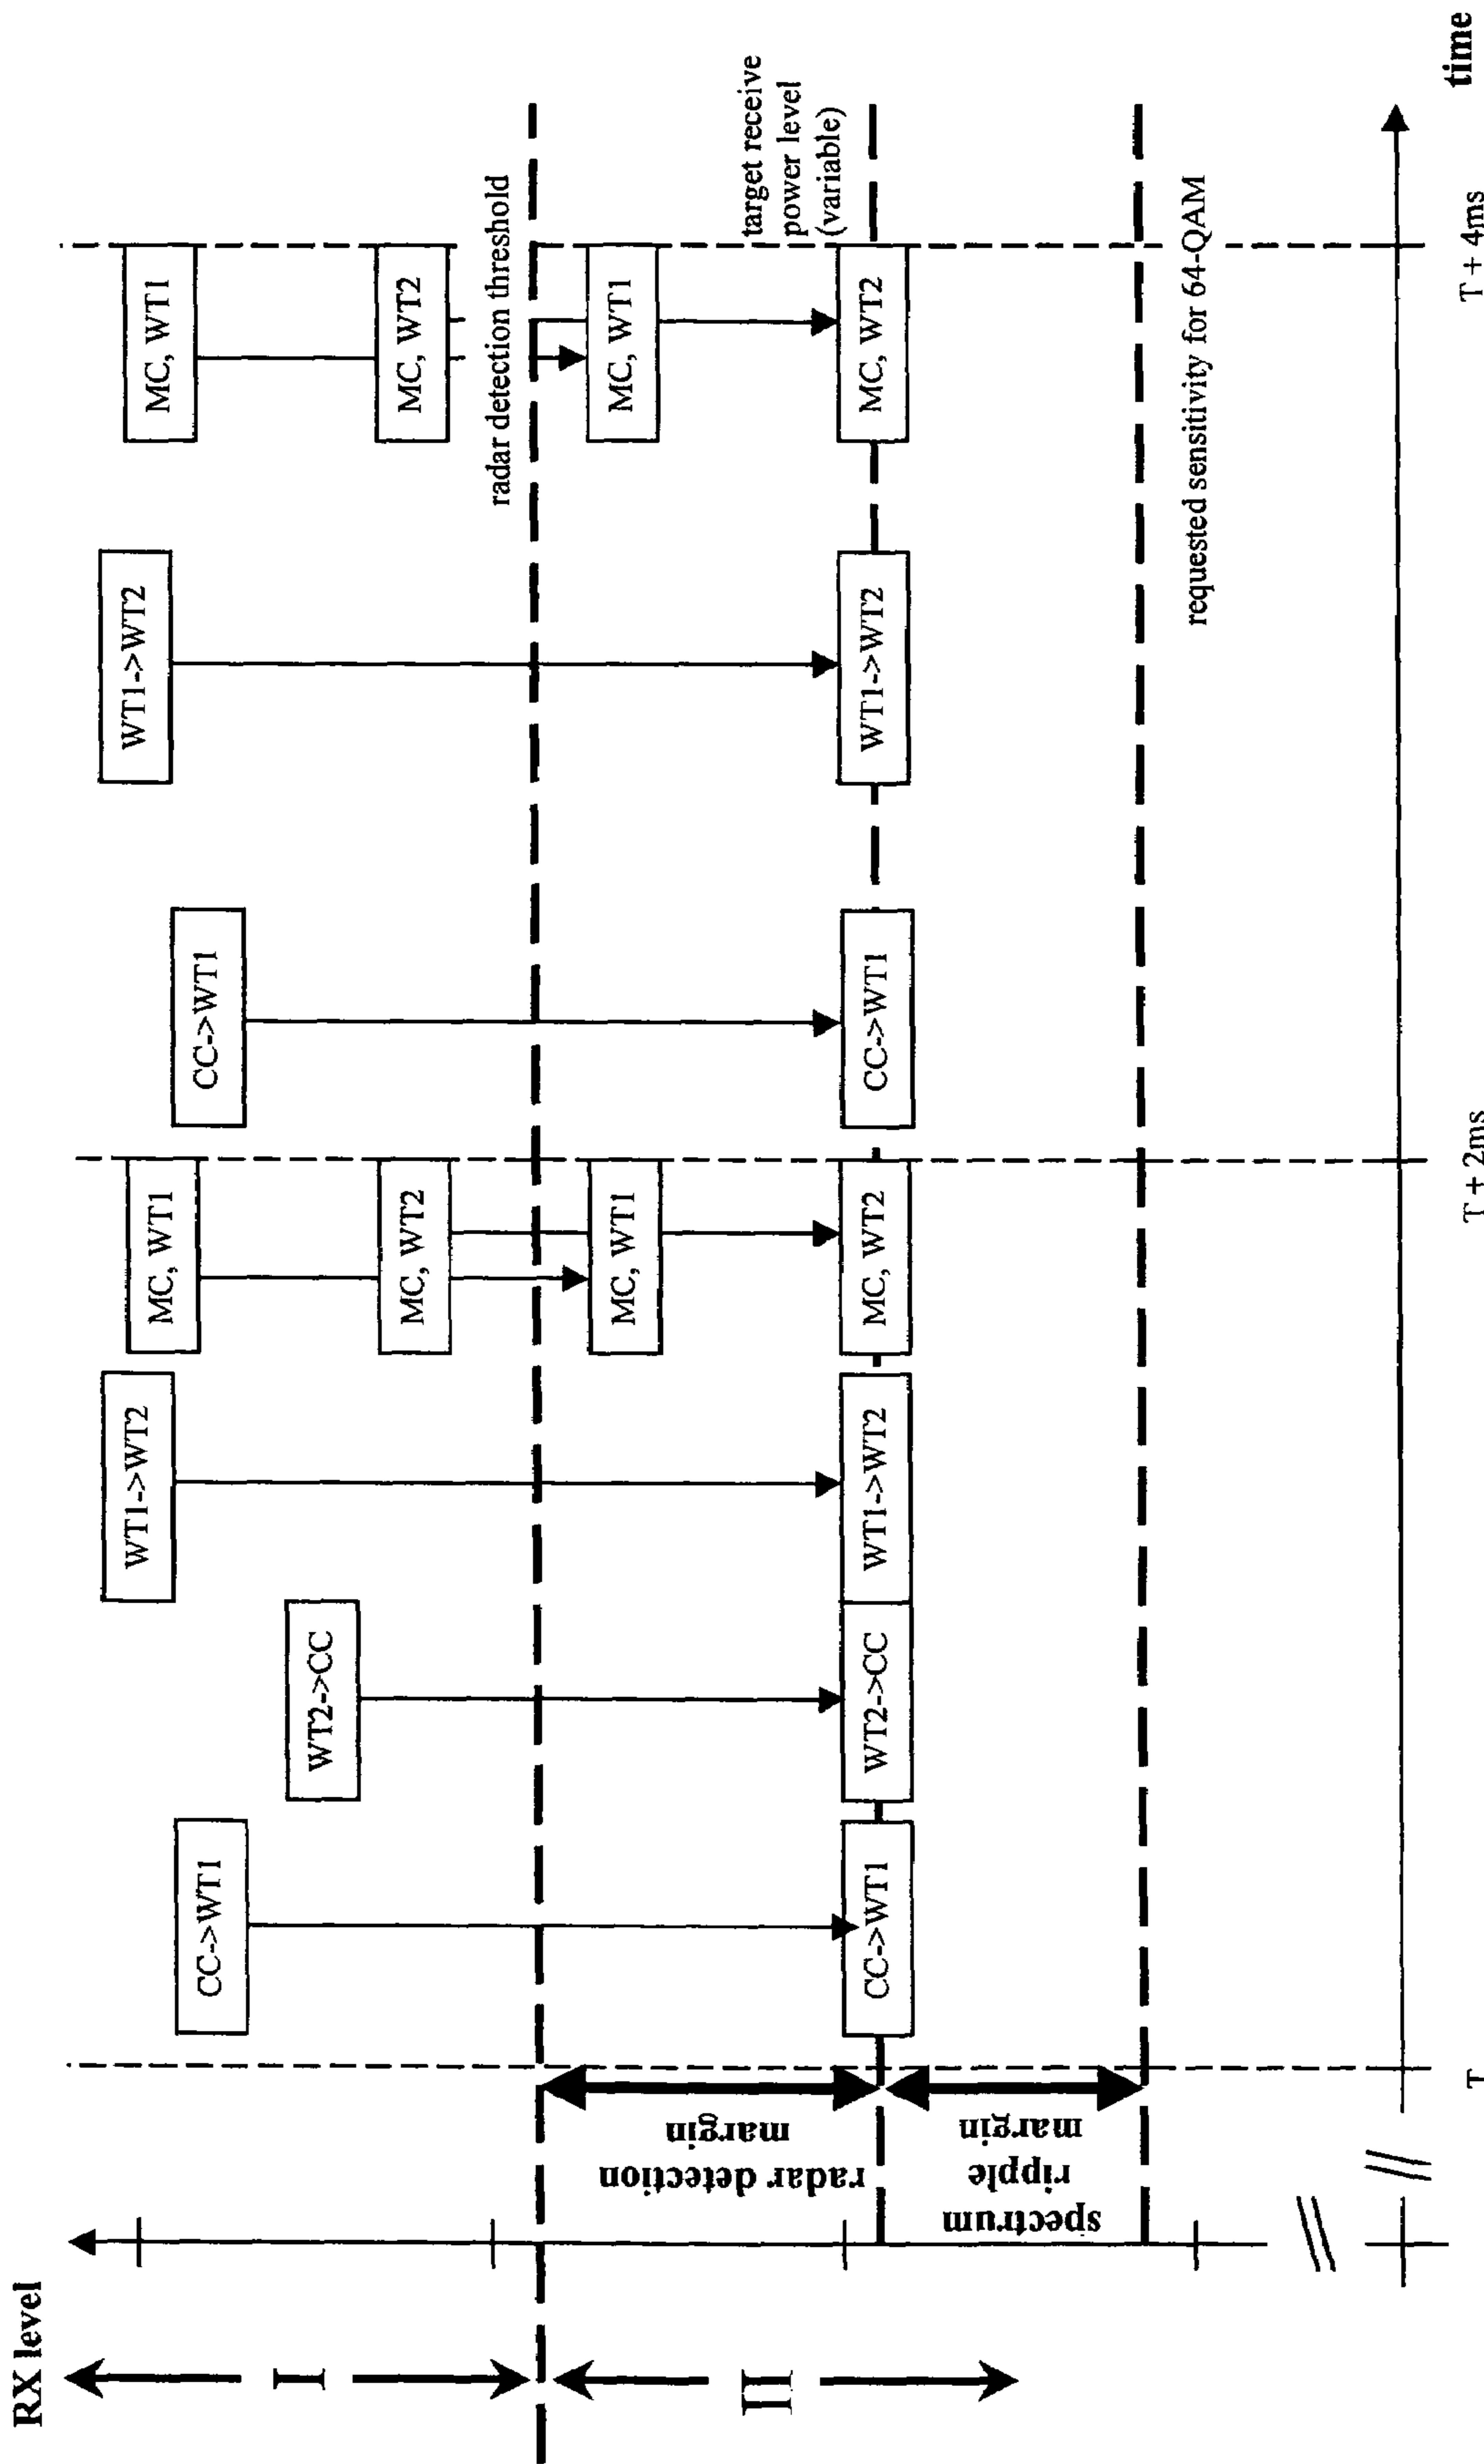 RX level
I
II
radar detection
margin
spectrum
ripple
margin
CC->WT1
WT2->CC
WT1->WT2
MC, WT1
MC, WT2
MC, WT1
CC->WT1
WT2->CC
WT1->WT2
MC, WT2
CC->WT1
WT1->WT2
MC, WT1
MC, WT2
radar detection threshold
MC, WT1
target receive
power level
(variable)
CC->WT1
WT1->WT2
MC, WT2
requested sensitivity for 64-QAM
T
T + 2ms
T + 4ms
time